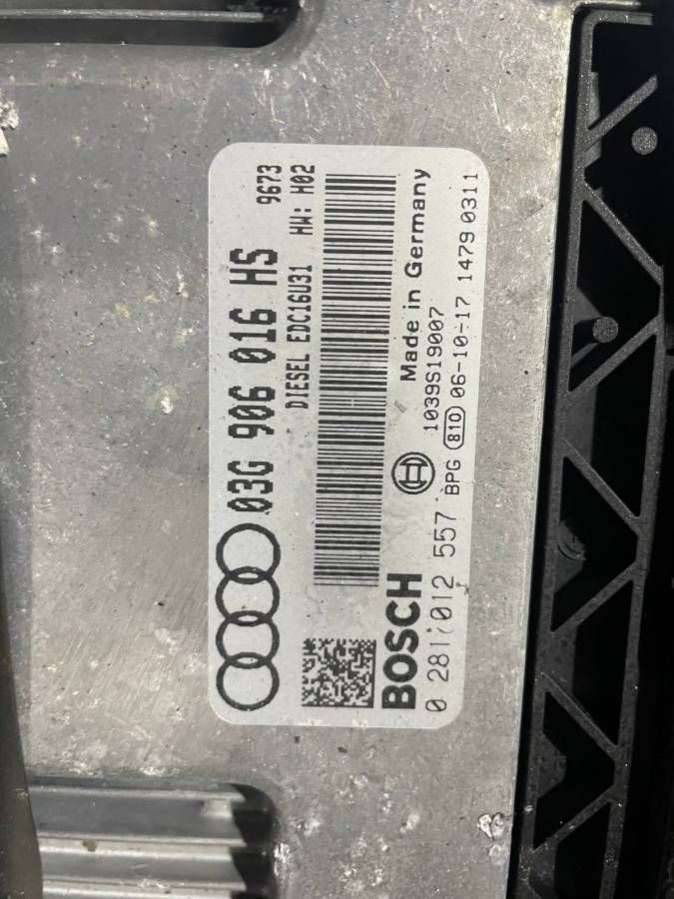 03G 906 016 HS 9673
DIESEL EDC16U31 HW: H02
BOSCH Made in Germany
1039S19007
0 281 012 557 BPG 810 06-10-17 1479 0311